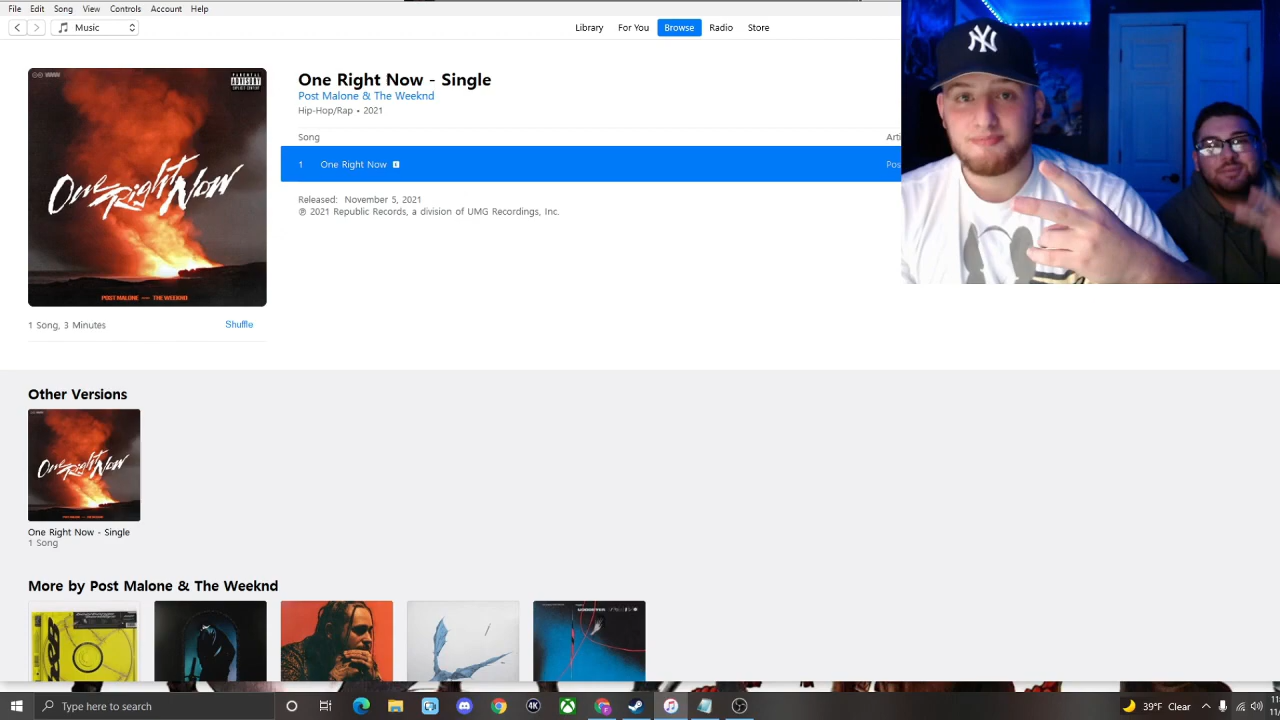 File Edit Song View Controls Account Help
Music
Library For You Browse Radio Store
PARENTAL
ADVISORY
EXPLICIT CONTENT
One Right Now
POST MALONE THE WEEKND
One Right Now - Single
Post Malone & The Weeknd
Hip-Hop/Rap • 2021
Song Arti
1 One Right Now E Pos
Released: November 5, 2021
℗ 2021 Republic Records, a division of UMG Recordings, Inc.
1 Song, 3 Minutes Shuffle
NY
Other Versions
One Right Now
One Right Now - Single
1 Song
More by Post Malone & The Weeknd
Type here to search
4K
39°F Clear